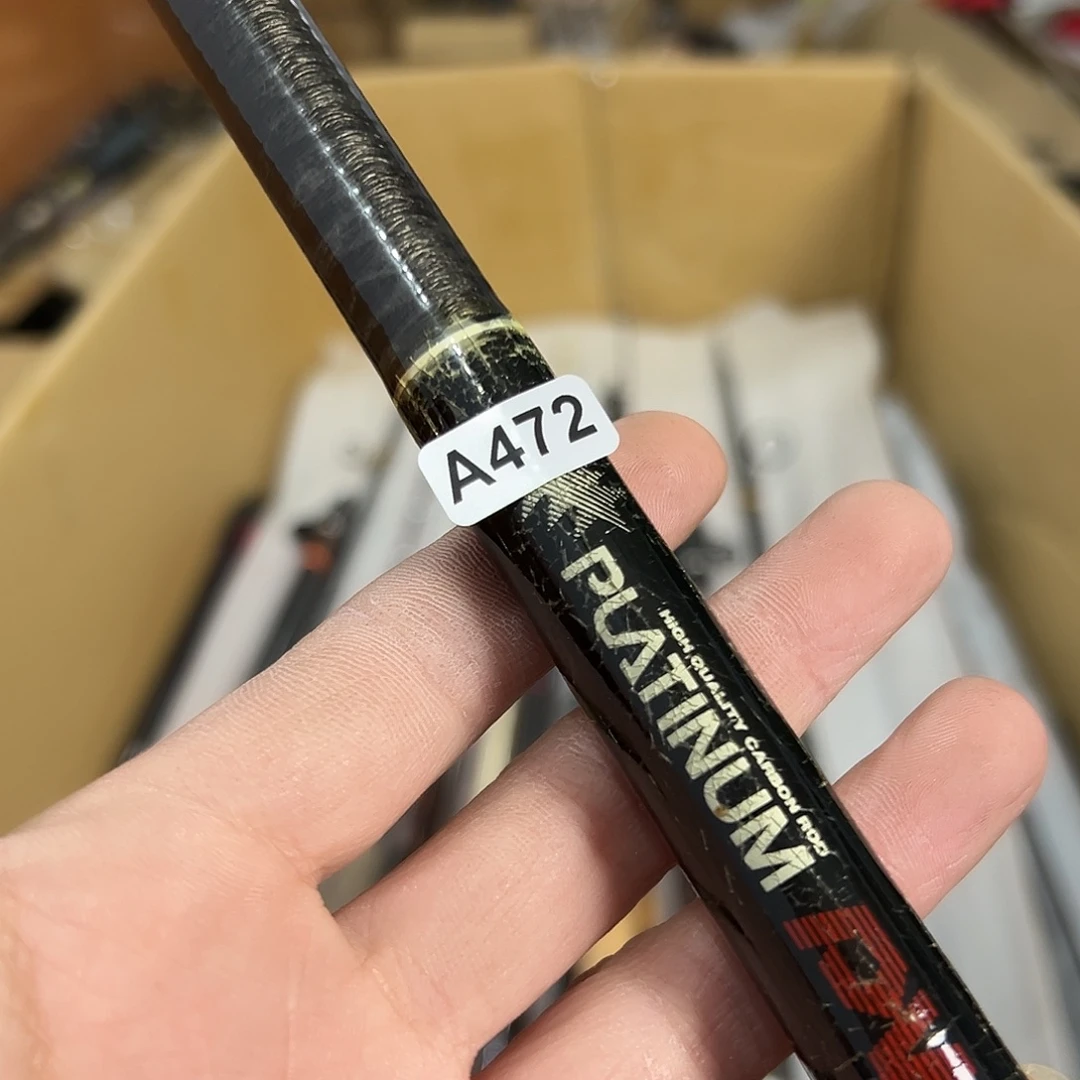 A472
PLATINUM
HIGH QUALITY CARBON ROD